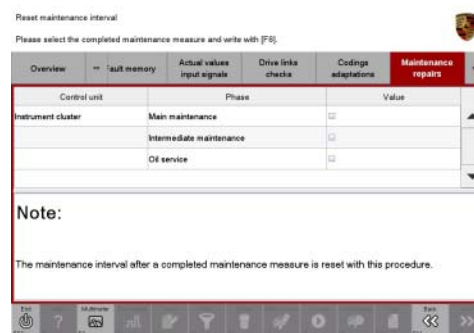 Reset maintenance interval
Please select the completed maintenance measure and write with [F8].
Overview
Fault memory
Actual values
input signals
Drive links
checks
Codings
adaptations
Maintenance
repairs
Control unit
Phase
Value
Instrument cluster
Main maintenance
Intermediate maintenance
Oil service
Note:
The maintenance interval after a completed maintenance measure is reset with this procedure.
End
Multimeter
Back